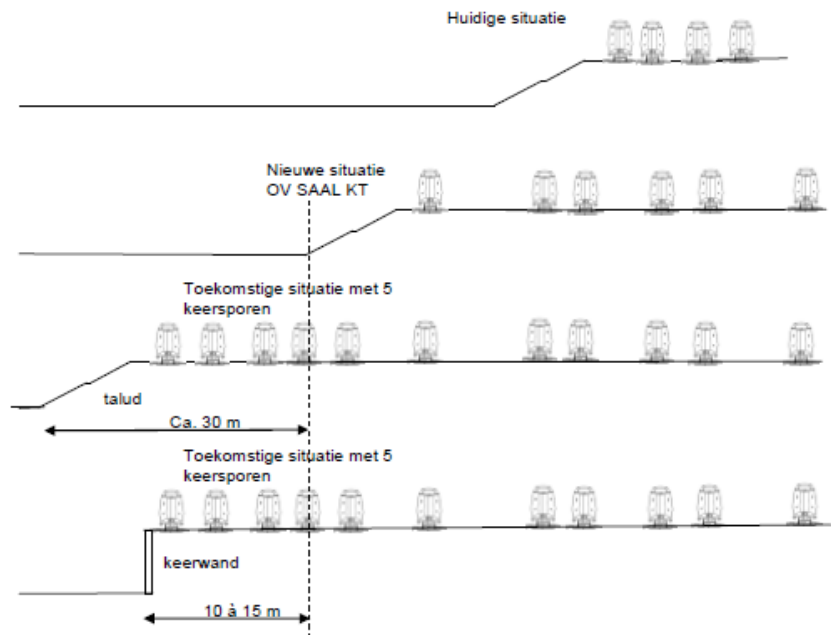 Huidige situatie
Nieuwe situatie
OV SAAL KT
Toekomstige situatie met 5
keersporen
talud
Ca. 30 m
Toekomstige situatie met 5
keersporen
keerwand
10 à 15 m